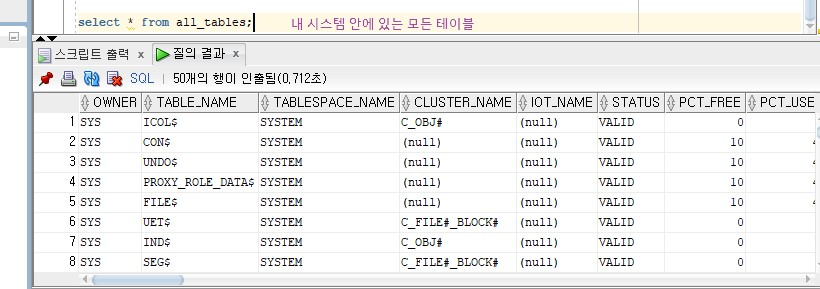 select * from all_tables; 내 시스템 안에 있는 모든 테이블
스크립트 출력 x 질의 결과 x
SQL | 50개의 행이 인출됨(0,712초)
OWNER TABLE_NAME TABLESPACE_NAME CLUSTER_NAME IOT_NAME STATUS PCT_FREE PCT_USE
1 SYS ICOL$ SYSTEM C_OBJ# (null) VALID 0
2 SYS CON$ SYSTEM (null) (null) VALID 10 4
3 SYS UNDO$ SYSTEM (null) (null) VALID 10 4
4 SYS PROXY_ROLE_DATA$ SYSTEM (null) (null) VALID 10 4
5 SYS FILE$ SYSTEM (null) (null) VALID 10 4
6 SYS UET$ SYSTEM C_FILE#_BLOCK# (null) VALID 0
7 SYS IND$ SYSTEM C_OBJ# (null) VALID 0
8 SYS SEG$ SYSTEM C_FILE#_BLOCK# (null) VALID 0